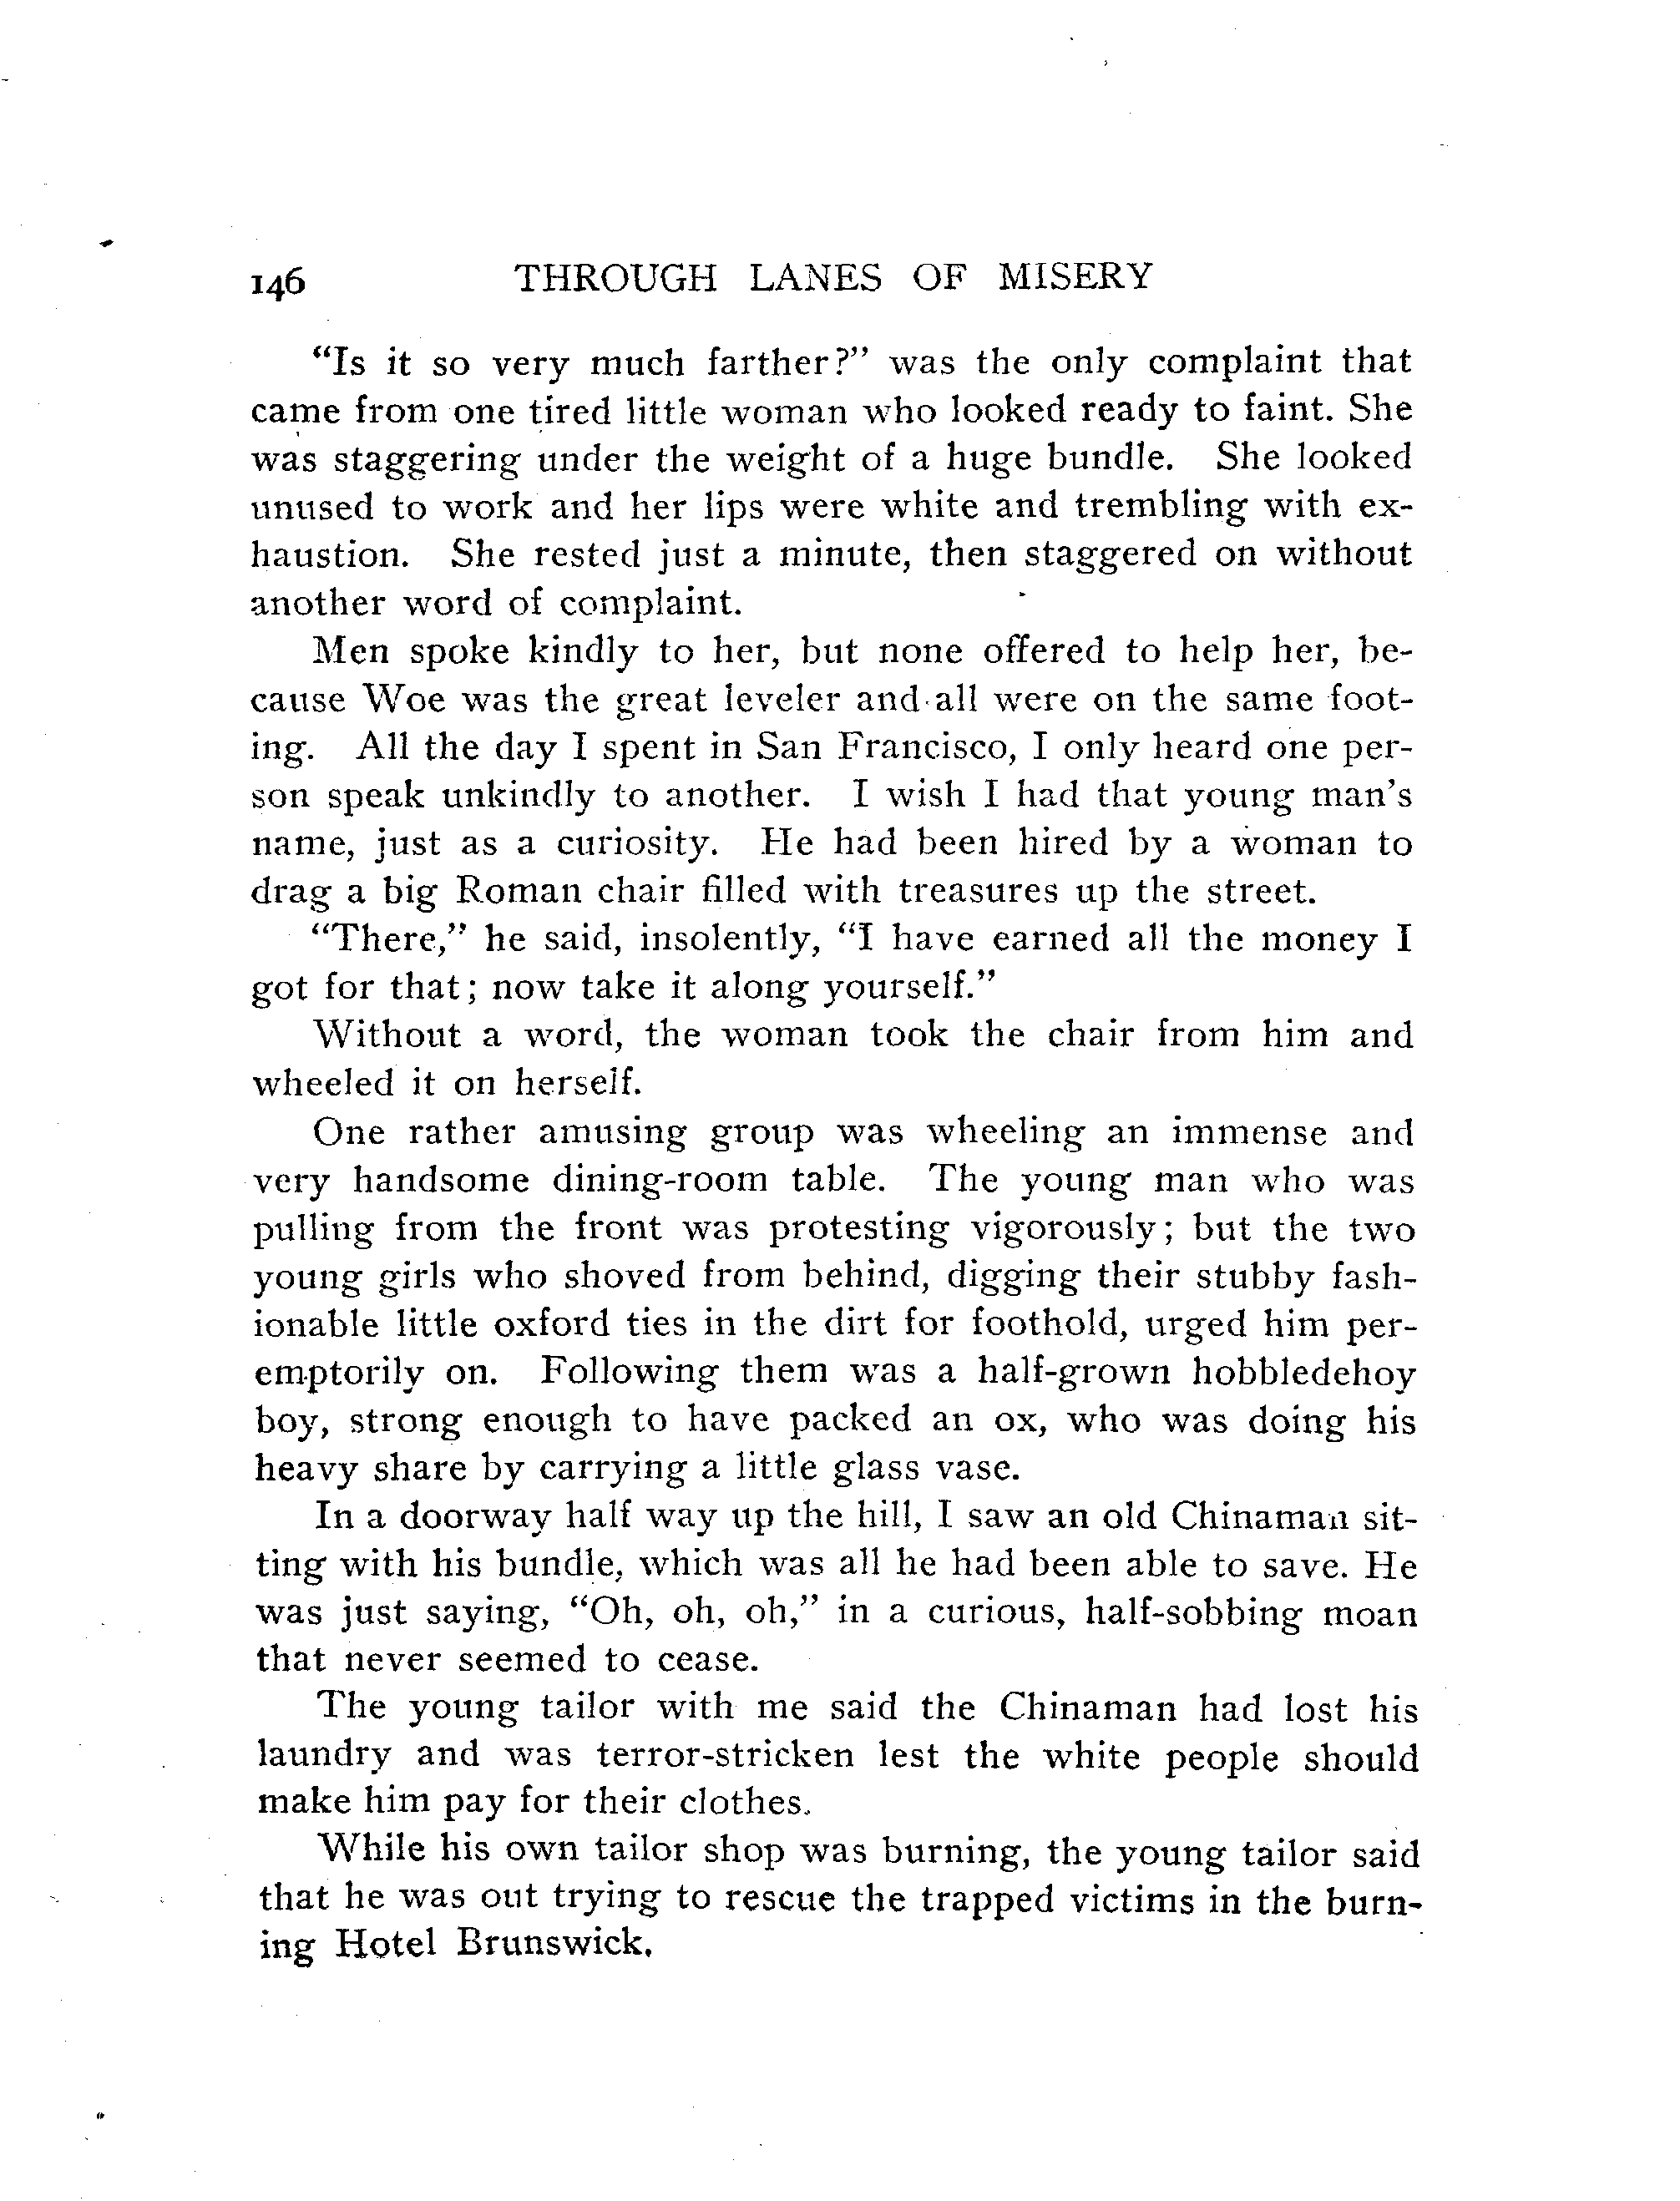 146 THROUGH LANES OF MISERY
“Is it so very much farther?” was the only complaint that
came from one tired little woman who looked ready to faint. She
was staggering under the weight of a huge bundle. She looked
unused to work and her lips were white and trembling with ex-
haustion. She rested just a minute, then staggered on without
another word of complaint.
Men spoke kindly to her, but none offered to help her, be-
cause Woe was the great leveler and all were on the same foot-
ing. All the day I spent in San Francisco, I only heard one per-
son speak unkindly to another. I wish I had that young man's
name, just as a curiosity. He had been hired by a woman to
drag a big Roman chair filled with treasures up the street.
“There,” he said, insolently, “I have earned all the money I
got for that; now take it along yourself.”
Without a word, the woman took the chair from him and
wheeled it on herself.
One rather amusing group was wheeling an immense and
very handsome dining-room table. The young man who was
pulling from the front was protesting vigorously; but the two
young girls who shoved from behind, digging their stubby fash-
ionable little oxford ties in the dirt for foothold, urged him per-
emptorily on. Following them was a half-grown hobbledehoy
boy, strong enough to have packed an ox, who was doing his
heavy share by carrying a little glass vase.
In a doorway half way up the hill, I saw an old Chinaman sit-
ting with his bundle, which was all he had been able to save. He
was just saying, “Oh, oh, oh,” in a curious, half-sobbing moan
that never seemed to cease.
The young tailor with me said the Chinaman had lost his
laundry and was terror-stricken lest the white people should
make him pay for their clothes.
While his own tailor shop was burning, the young tailor said
that he was out trying to rescue the trapped victims in the burn-
ing Hotel Brunswick.